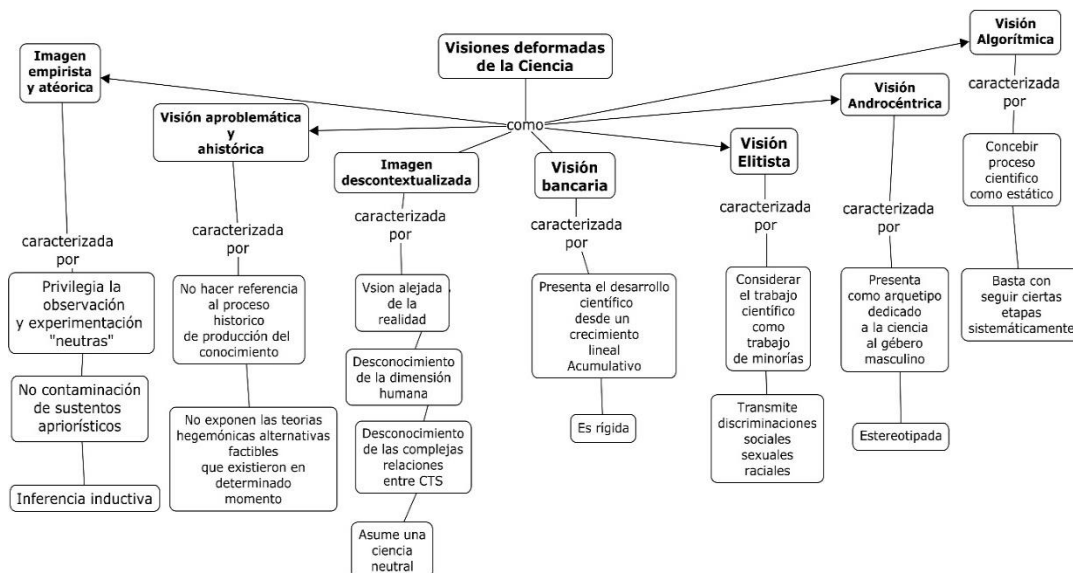 Visiones deformadas
de la Ciencia
como
Imagen
empirista
y atéorica
caracterizada
por
Privilegia la
observación
y experimentación
"neutras"
No contaminación
de sustentos
apriorísticos
Inferencia inductiva
Visión aproblemática
y
ahistórica
caracterizada
por
No hacer referencia
al proceso
historico
de producción del
conocimiento
No exponen las teorias
hegemónicas alternativas
factibles
que existieron en
determinado
momento
Imagen
descontextualizada
caracterizada
por
Vsion alejada
de la
realidad
Desconocimiento
de la dimensión
humana
Desconocimiento
de las complejas
relaciones
entre CTS
Asume una
ciencia
neutral
Visión
bancaria
caracterizada
por
Presenta el desarrollo
científico
desde un
crecimiento
lineal
Acumulativo
Es rígida
Visión
Elitista
caracterizada
por
Considerar
el trabajo
científico
como
trabajo
de minorías
Transmite
discriminaciones
sociales
sexuales
raciales
Visión
Androcéntrica
caracterizada
por
Presenta
como arquetipo
dedicado
a la ciencia
al gébero
masculino
Estereotipada
Visión
Algorítmica
caracterizada
por
Concebir
proceso
cientifico
como estático
Basta con
seguir ciertas
etapas
sistemáticamente